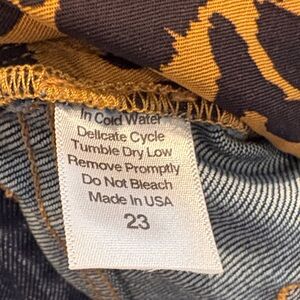 In Cold Water
Delicate Cycle
Tumble Dry Low
Remove Promptly
Do Not Bleach
Made In USA
23